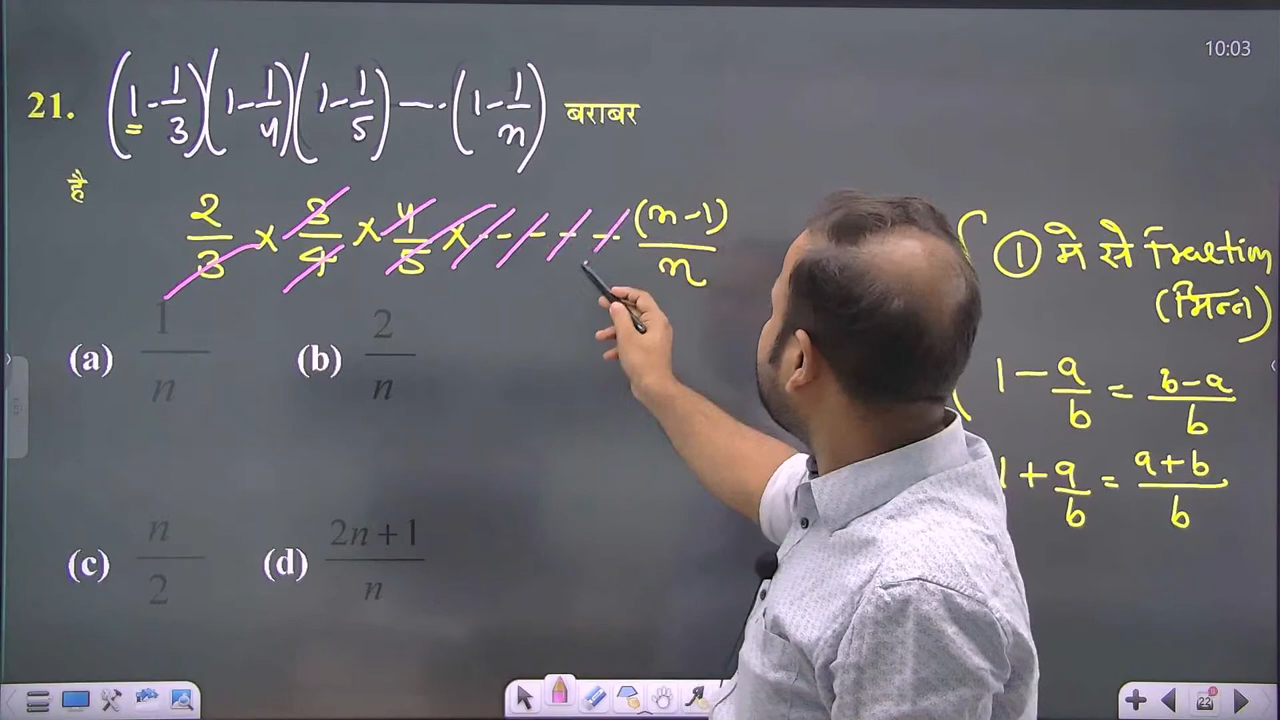 10:03
21. (1-1/3)(1-1/4)(1-1/5)-----(1-1/n) बराबर
है
2/3 × 3/4 × 4/5 × ------ (n-1)/n
(a) 1/n (b) 2/n
(c) n/2 (d) 2n+1/n
① में से Fraction
(भिन्न)
1 - a/b = b-a/b
1 + a/b = a+b/b
22